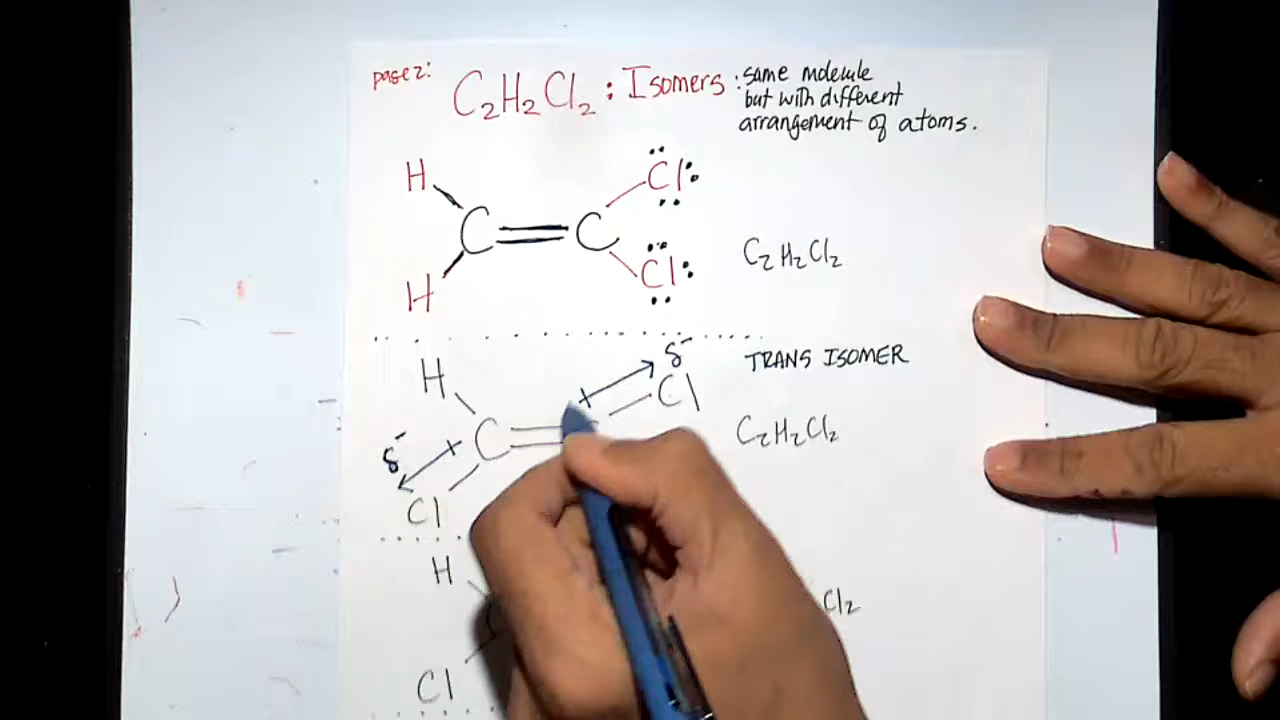 page 2:
C₂H₂Cl₂ : Isomers : same molecule
but with different
arrangement of atoms.
H Cl
C = C
H Cl
C₂H₂Cl₂
δ⁻
TRANS ISOMER
H Cl
C =
C₂H₂Cl₂
δ⁻
Cl
H
Cl₂
Cl